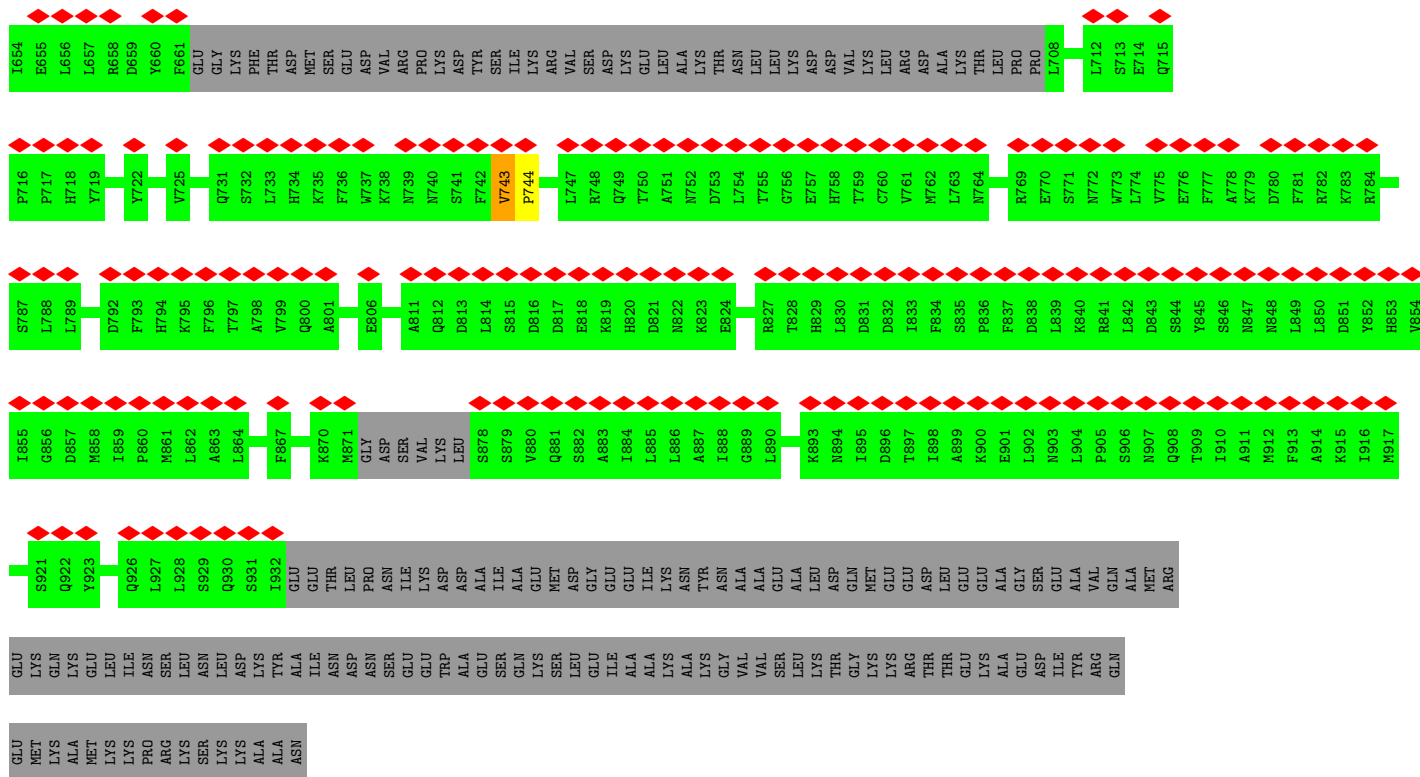 I654 E655 L656 L657 R658 D659 Y660 F661 GLU GLY LYS PHE THR ASP MET SER GLU ASP VAL ARG PRO LYS ASP TYR SER ILE LYS ARG VAL SER ASP LYS GLU LEU ALA LYS THR ASN LEU LEU LYS ASP ASP VAL LYS LEU ARG ASP ALA LYS THR LEU PRO PRO L708 L712 S713 E714 Q715
P716 P717 H718 Y719 Y722 V725 Q731 S732 L733 H734 K735 F736 W737 K738 N739 N740 S741 F742 V743 P744 L747 R748 Q749 T750 A751 N752 D753 L754 T755 G756 E757 H758 T759 C760 V761 M762 L763 N764 R769 E770 S771 N772 W773 L774 V775 E776 F777 A778 K779 D780 F781 R782 K783 R784
S787 L788 L789 D792 F793 H794 K795 F796 T797 A798 V799 Q800 A801 E806 A811 Q812 D813 L814 S815 D816 D817 E818 K819 H820 D821 N822 K823 E824 R827 T828 H829 L830 D831 D832 I833 F834 S835 P836 F837 D838 L839 K840 R841 L842 D843 S844 Y845 S846 N847 N848 L849 L850 D851 Y852 H853 V854
I855 G856 D857 M858 I859 P860 M861 L862 A863 L864 F867 K870 M871 GLY ASP SER VAL LYS LEU S878 S879 V880 Q881 S882 A883 I884 L885 L886 A887 I888 G889 L890 K893 N894 I895 D896 T897 I898 A899 K900 E901 L902 N903 L904 P905 S906 N907 Q908 T909 I910 A911 M912 F913 A914 K915 I916 M917
S921 Q922 Y923 Q926 L927 L928 S929 Q930 S931 I932 GLU GLU THR LEU PRO ASN ILE LYS ASP ASP ALA ILE ALA GLU MET ASP GLY GLU GLU ILE LYS ASN TYR ASN ALA ALA GLU ALA LEU ASP GLN MET GLU GLU ASP LEU GLU GLU ALA GLY SER GLU ALA VAL GLN ALA MET ARG
GLU LYS GLN LYS GLU LEU ILE ASN SER LEU ASN LEU ASP LYS TYR ALA ILE ASN ASP ASN SER GLU GLU TRP ALA GLU SER GLN LYS SER LEU GLU ILE ALA ALA LYS ALA LYS GLY VAL VAL SER LEU LYS THR GLY LYS LYS ARG THR THR GLU LYS ALA GLU ASP ILE TYR ARG GLN
GLU MET LYS ALA MET LYS LYS PRO ARG LYS SER LYS LYS ALA ALA ASN